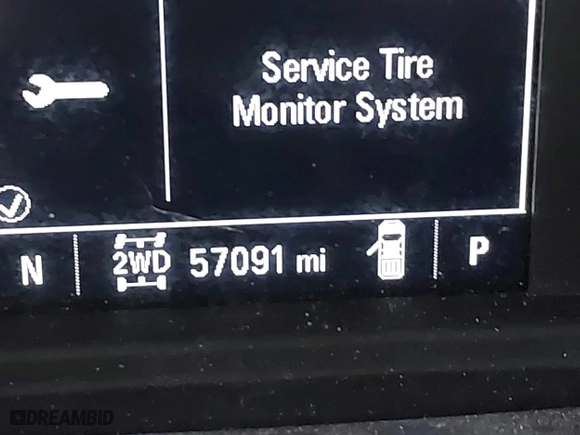 Service Tire
Monitor System
N
2WD
57091 mi
P
DREAMBID